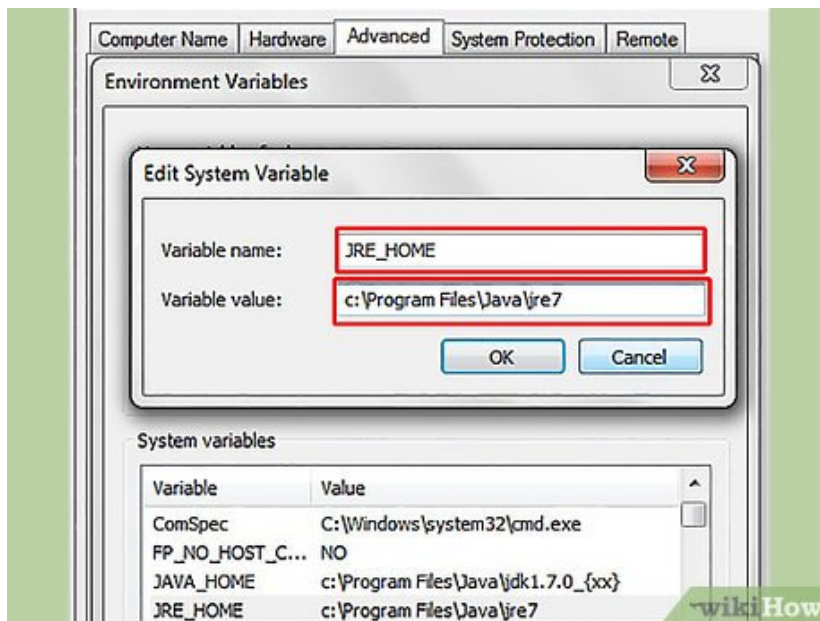 Computer Name Hardware Advanced System Protection Remote
Environment Variables
Edit System Variable
Variable name: JRE_HOME
Variable value: c:\Program Files\Java\jre7
OK Cancel
System variables
Variable Value
ComSpec C:\Windows\system32\cmd.exe
FP_NO_HOST_C... NO
JAVA_HOME c:\Program Files\Java\jdk1.7.0_{xx}
JRE_HOME c:\Program Files\Java\jre7
wikiHow